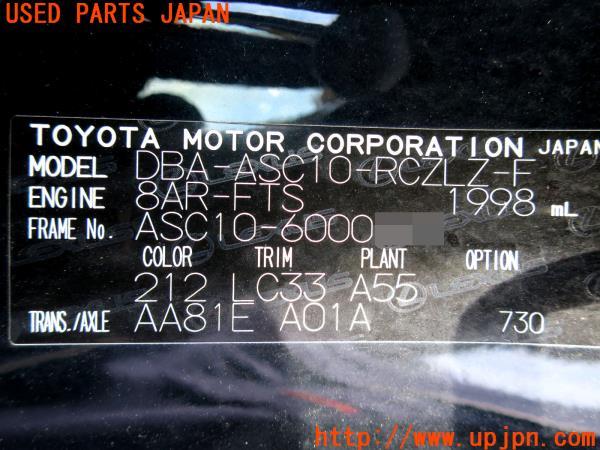 USED PARTS JAPAN
TOYOTA MOTOR CORPORATION JAPAN
MODEL DBA-ASC10-RCZLZ-F
ENGINE 8AR-FTS 1998 mL
FRAME No. ASC10-6000
COLOR TRIM PLANT OPTION
212 LC33 A55
TRANS./AXLE AA81E A01A 730
(c)UPJ
http://www.upjpn.com